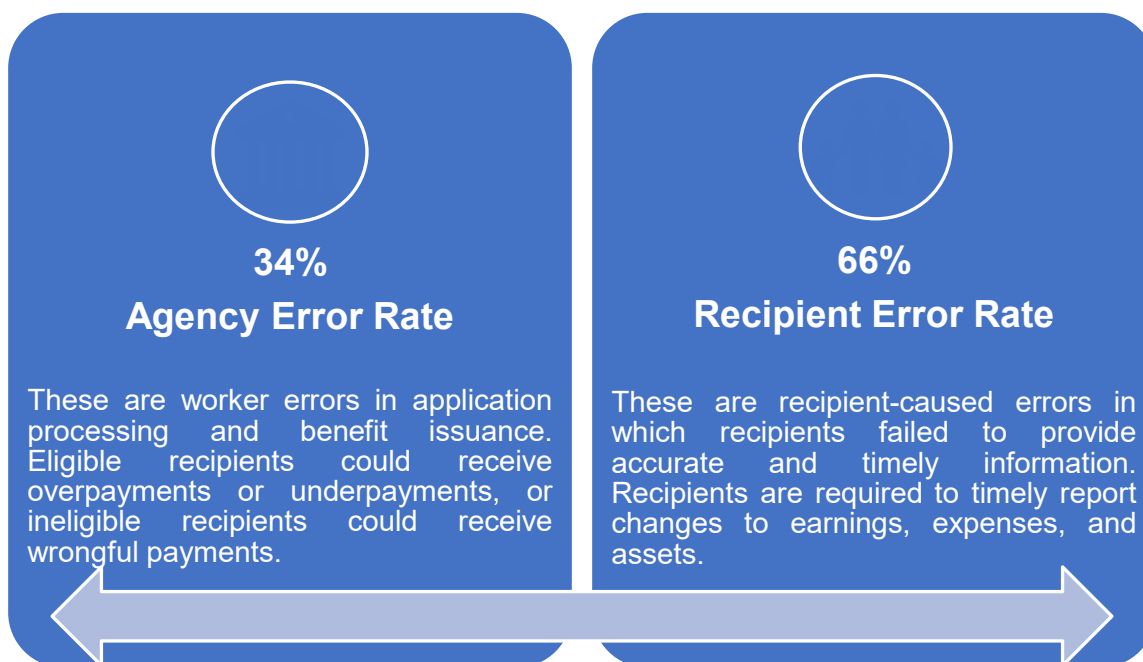 34%
Agency Error Rate
These are worker errors in application
processing and benefit issuance.
Eligible recipients could receive
overpayments or underpayments, or
ineligible recipients could receive
wrongful payments.
66%
Recipient Error Rate
These are recipient-caused errors in
which recipients failed to provide
accurate and timely information.
Recipients are required to timely report
changes to earnings, expenses, and
assets.